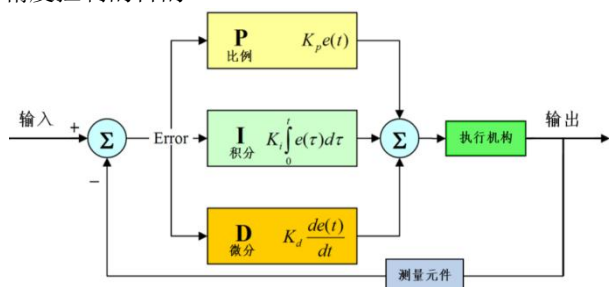 P
比例
K_p e(t)
输入
+
Σ
−
Error
I
积分
K_i ∫_0^t e(τ)dτ
Σ
执行机构
输出
D
微分
K_d de(t)/dt
测量元件